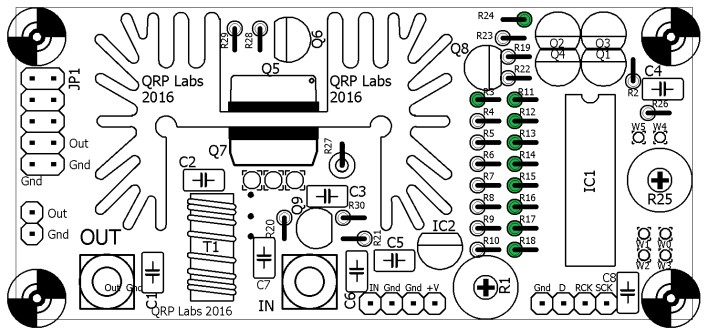 R24
R23
Q6
R29
R28
Q8
Q2
Q3
Q4
Q1
R19
R22
JP1
QRP Labs
2016
Q5
QRP Labs
2016
R2
C4
R3
R11
R26
R4
R12
W5
W4
Out
R5
R13
Gnd
Q7
R27
R6
R14
Gnd
C2
R7
R15
IC1
C3
R8
R16
R25
Out
Q9
R30
R9
R17
Gnd
OUT
T1
R20
R21
IC2
R10
R18
W1
W0
W2
W3
C7
C5
C8
Out
Gnd
C1
QRP Labs 2016
IN
C6
IN
Gnd
Gnd
+V
R1
Gnd
D
RCK
SCK